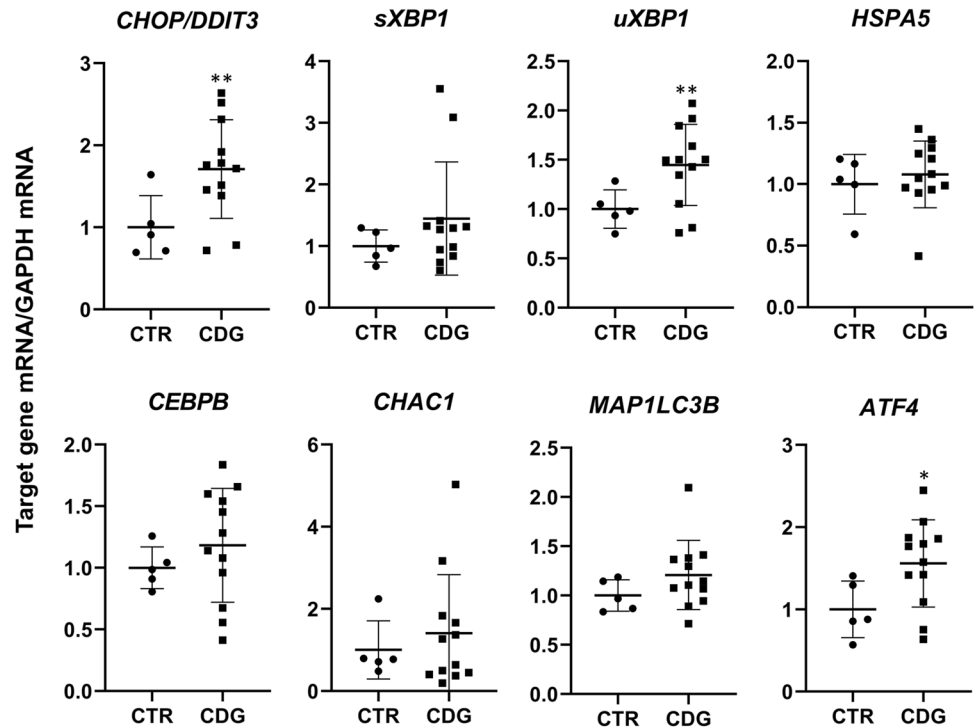 Target gene mRNA/GAPDH mRNA
CHOP/DDIT3
3
2
1
0
**
CTR CDG
sXBP1
4
3
2
1
0
CTR CDG
uXBP1
2.5
2.0
1.5
1.0
0.5
0.0
**
CTR CDG
HSPA5
2.0
1.5
1.0
0.5
0.0
CTR CDG
CEBPB
2.0
1.5
1.0
0.5
0.0
CTR CDG
CHAC1
6
4
2
0
CTR CDG
MAP1LC3B
2.5
2.0
1.5
1.0
0.5
0.0
CTR CDG
ATF4
3
2
1
0
*
CTR CDG